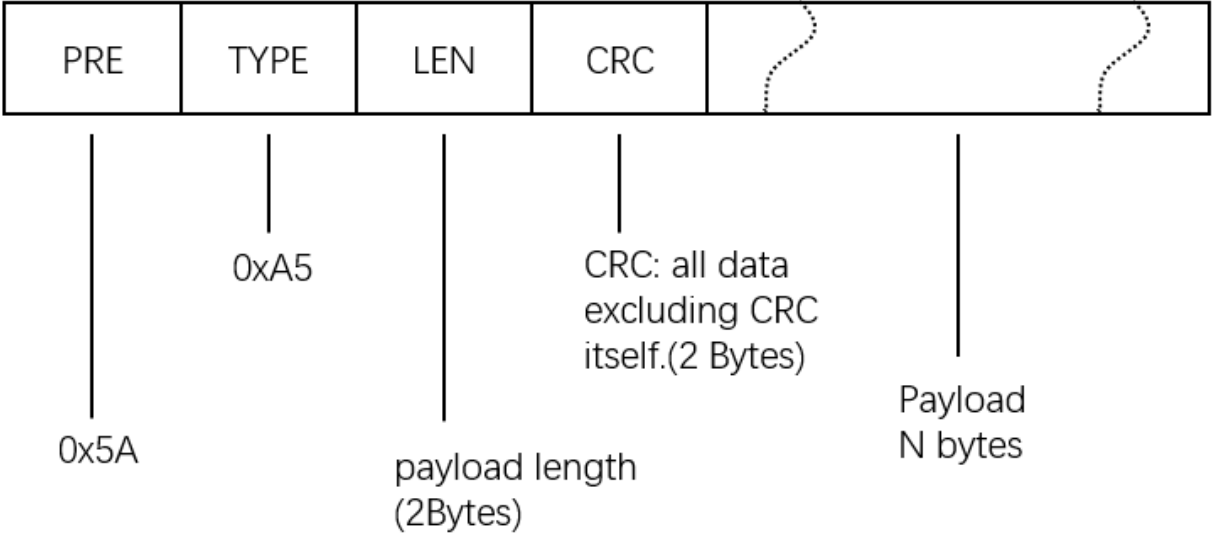 PRE
TYPE
LEN
CRC
0xA5
CRC: all data
excluding CRC
itself.(2 Bytes)
0x5A
payload length
(2Bytes)
Payload
N bytes